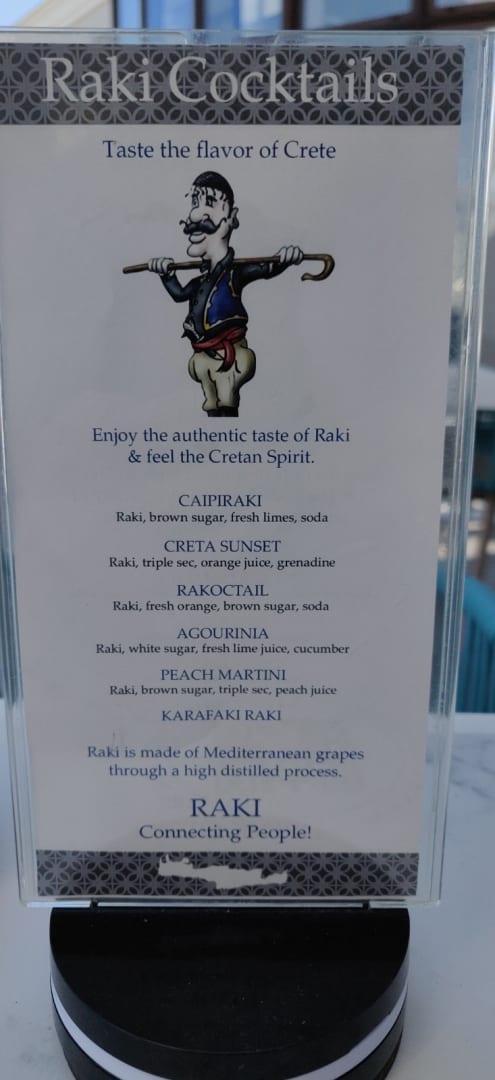 Raki Cocktails
Taste the flavor of Crete
Enjoy the authentic taste of Raki
& feel the Cretan Spirit.
CAIPIRAKI
Raki, brown sugar, fresh limes, soda
CRETA SUNSET
Raki, triple sec, orange juice, grenadine
RAKOCTAIL
Raki, fresh orange, brown sugar, soda
AGOURINIA
Raki, white sugar, fresh lime juice, cucumber
PEACH MARTINI
Raki, brown sugar, triple sec, peach juice
KARAFAKI RAKI
Raki is made of Mediterranean grapes
through a high distilled process.
RAKI
Connecting People!